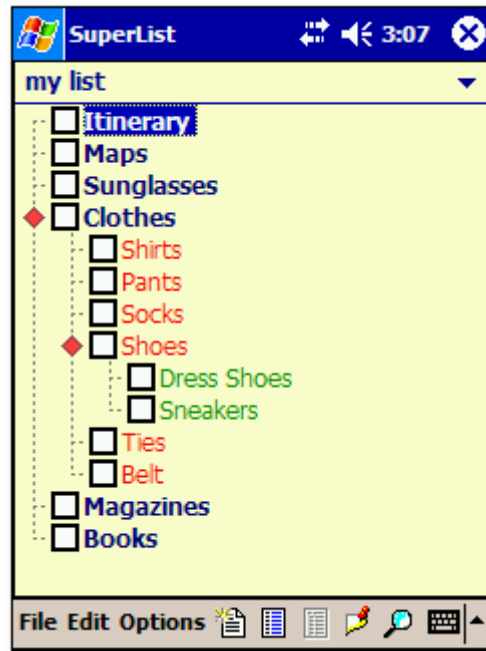 SuperList 3:07
my list
Itinerary
Maps
Sunglasses
Clothes
Shirts
Pants
Socks
Shoes
Dress Shoes
Sneakers
Ties
Belt
Magazines
Books
File Edit Options